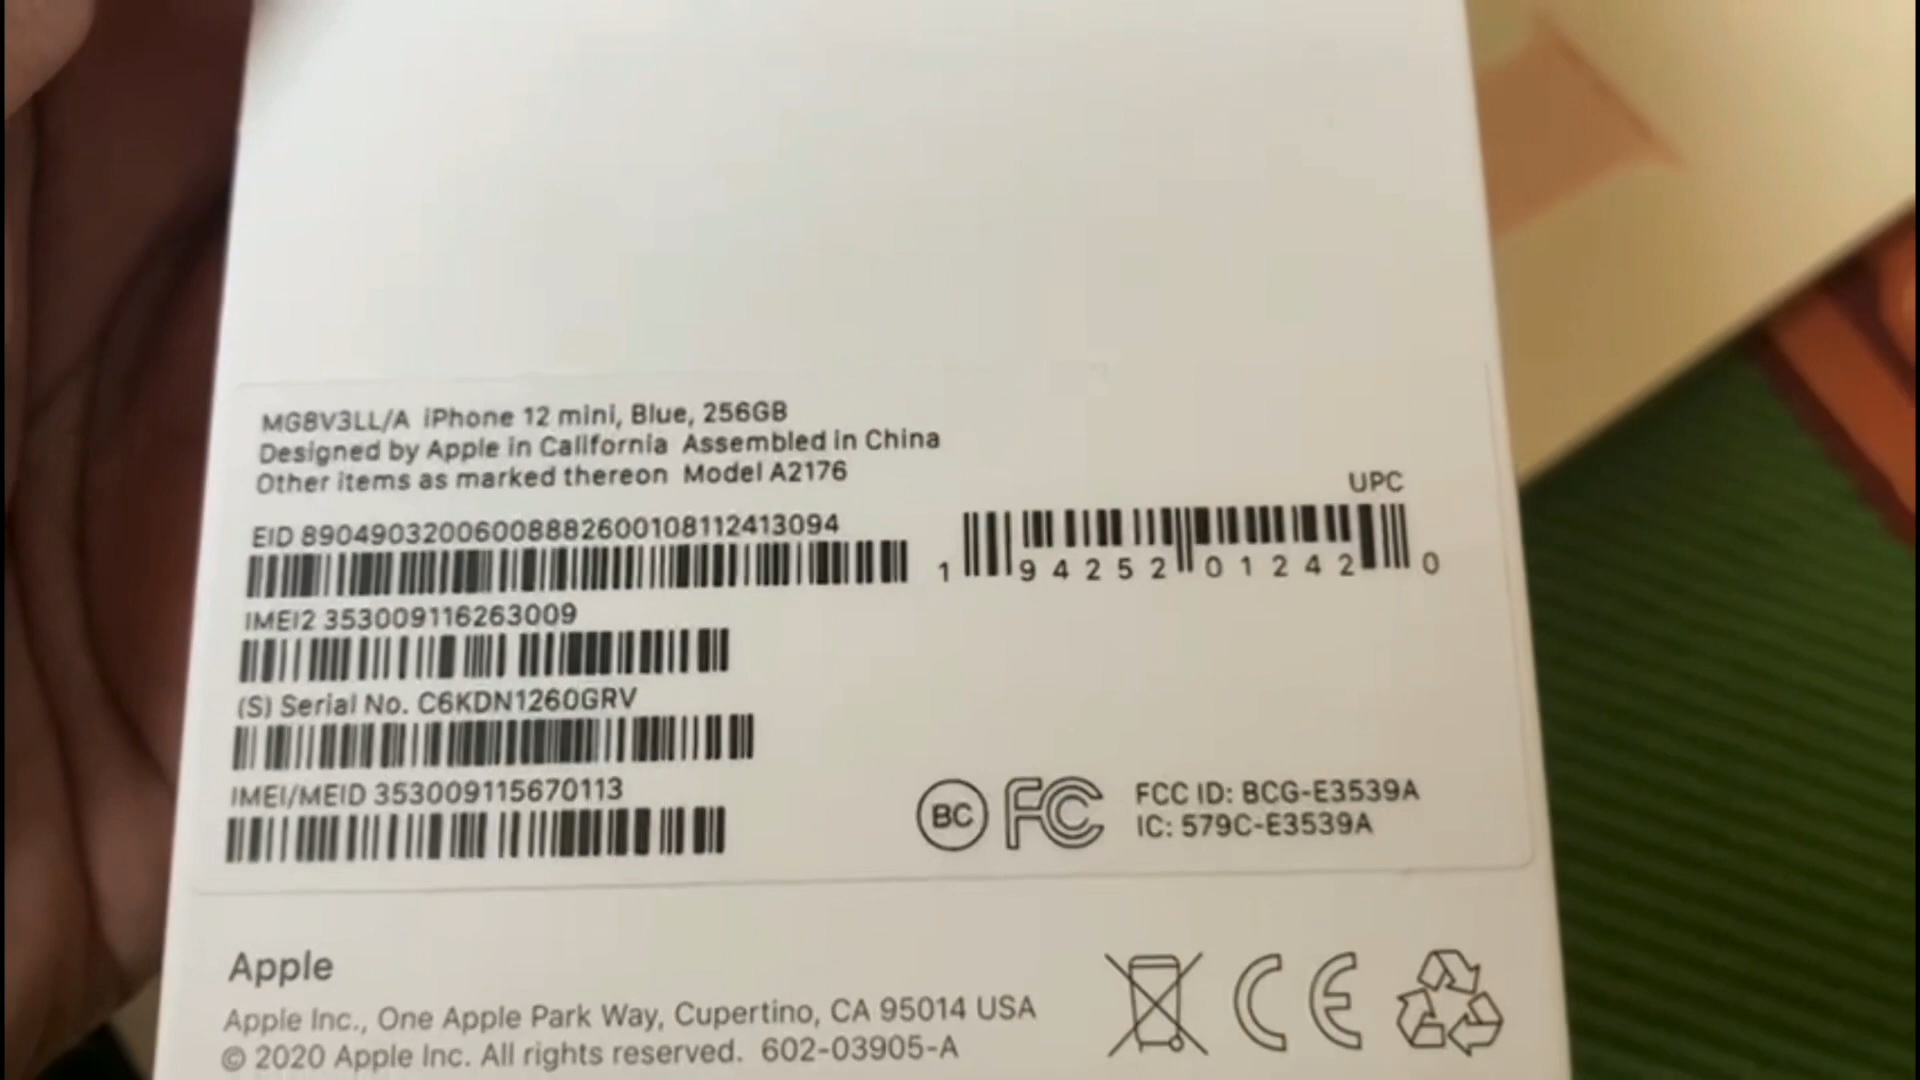 MG8V3LL/A iPhone 12 mini, Blue, 256GB
Designed by Apple in California Assembled in China
Other items as marked thereon Model A2176
UPC
EID 89049032006008882600108112413094
1 94252 01242 0
IMEI2 353009116263009
(S) Serial No. C6KDN1260GRV
IMEI/MEID 353009115670113
BC FC
FCC ID: BCG-E3539A
IC: 579C-E3539A
Apple
Apple Inc., One Apple Park Way, Cupertino, CA 95014 USA
© 2020 Apple Inc. All rights reserved. 602-03905-A
CE